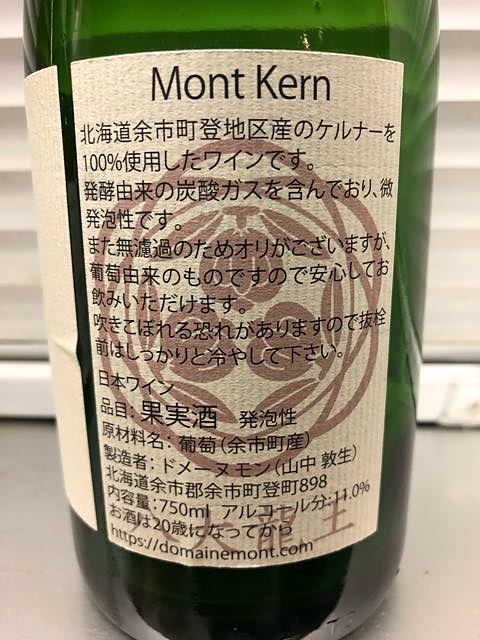 Mont Kern
北海道余市町登地区産のケルナーを
100%使用したワインです。
発酵由来の炭酸ガスを含んでおり、微
発泡性です。
また無濾過のためオリがございますが、
葡萄由来のものですので安心してお
飲みいただけます。
吹きこぼれる恐れがありますので抜栓
前はしっかりと冷やして下さい。
日本ワイン
品目: 果実酒 発泡性
原材料名: 葡萄 (余市町産)
製造者: ドメーヌモン (山中 敦生)
北海道余市郡余市町登町898
内容量: 750ml アルコール分: 11.0%
お酒は20歳になってから
https://domainemont.com
八大龍王